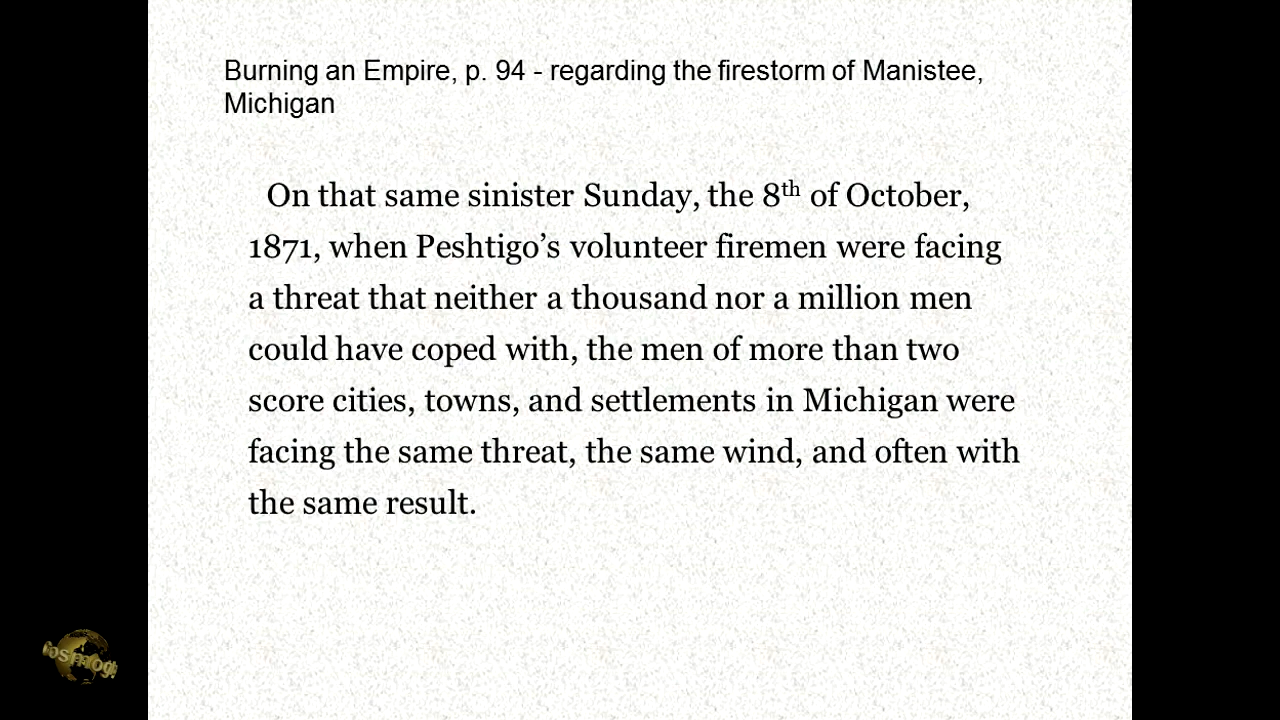 Burning an Empire, p. 94 - regarding the firestorm of Manistee,
Michigan
On that same sinister Sunday, the 8th of October,
1871, when Peshtigo’s volunteer firemen were facing
a threat that neither a thousand nor a million men
could have coped with, the men of more than two
score cities, towns, and settlements in Michigan were
facing the same threat, the same wind, and often with
the same result.